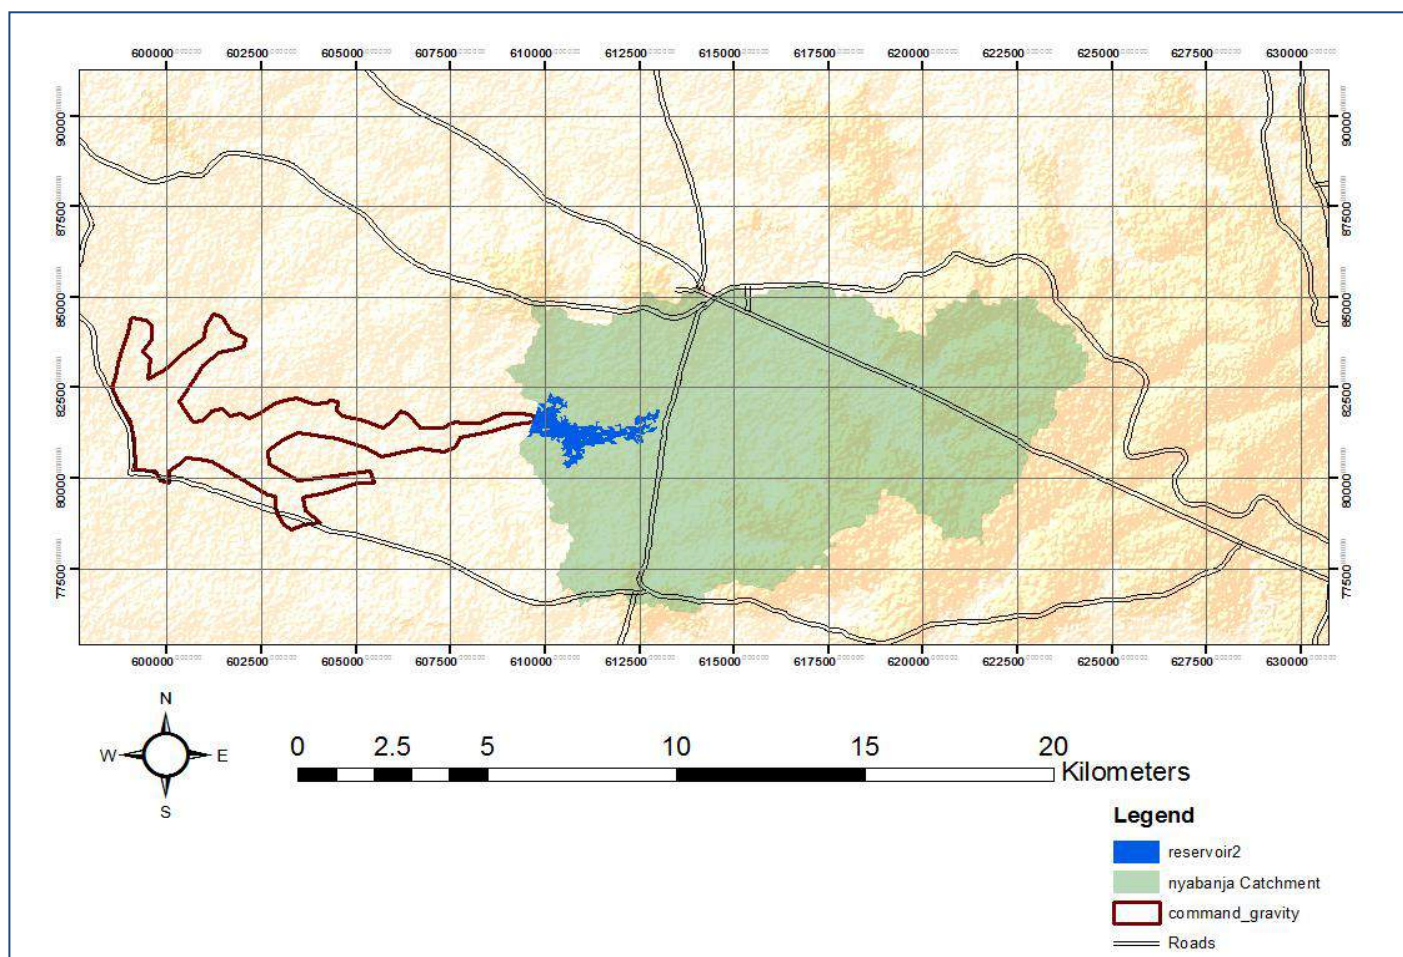 600000 602500 605000 607500 610000 612500 615000 617500 620000 622500 625000 627500 630000
90000 90000
87500 87500
85000 85000
82500 82500
80000 80000
77500 77500
600000 602500 605000 607500 610000 612500 615000 617500 620000 622500 625000 627500 630000
N
W E
S
0 2.5 5 10 15 20
Kilometers
Legend
reservoir2
nyabanja Catchment
command_gravity
Roads